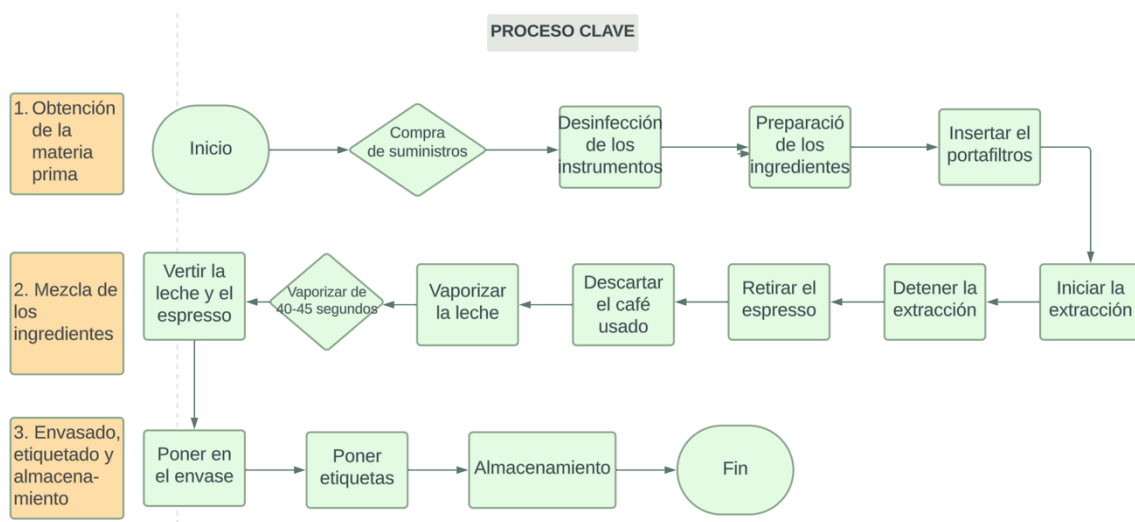 PROCESO CLAVE
1. Obtención
de la
materia
prima
Inicio
Compra
de suministros
Desinfección
de los
instrumentos
Preparació
de los
ingredientes
Insertar el
portafiltros
2. Mezcla de
los
ingredientes
Vertir la
leche y el
espresso
Vaporizar de
40-45 segundos
Vaporizar
la leche
Descartar
el café
usado
Retirar el
espresso
Detener la
extracción
Iniciar la
extracción
3. Envasado,
etiquetado y
almacena-
miento
Poner en
el envase
Poner
etiquetas
Almacenamiento
Fin